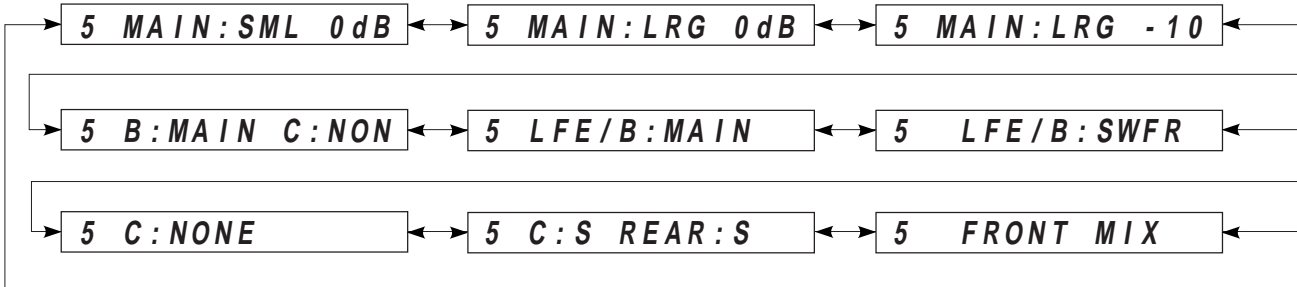 5 MAIN:SML 0dB 5 MAIN:LRG 0dB 5 MAIN:LRG -10
5 B:MAIN C:NON 5 LFE/B:MAIN 5 LFE/B:SWFR
5 C:NONE 5 C:S REAR:S 5 FRONT MIX